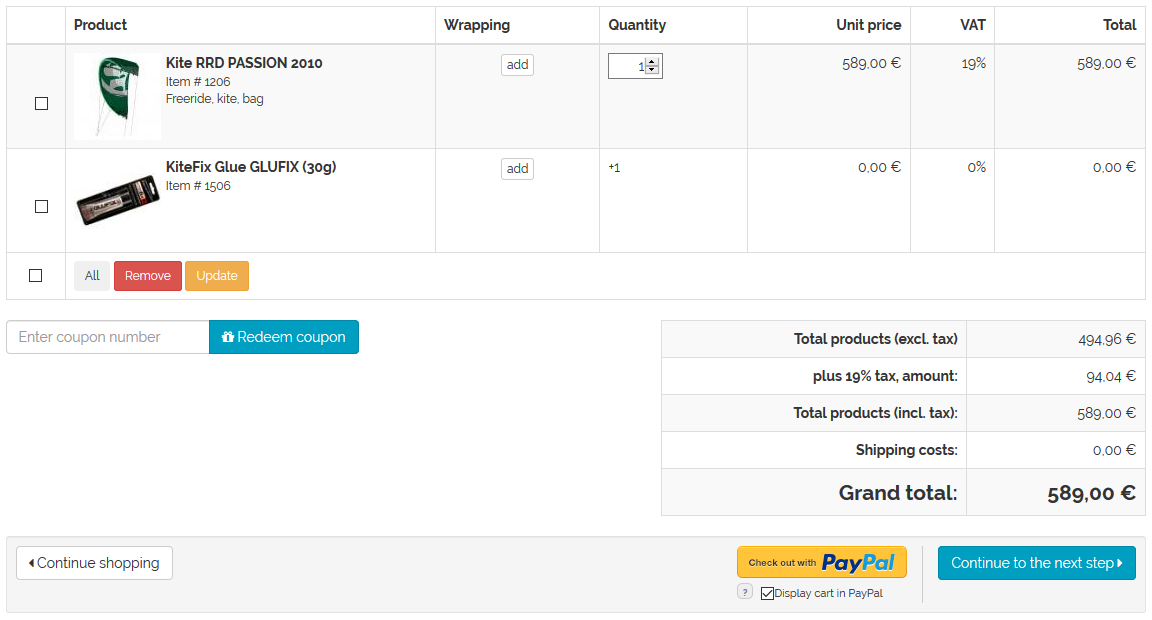 Product Wrapping Quantity Unit price VAT Total
Kite RRD PASSION 2010 add 1 589,00 € 19% 589,00 €
Item # 1206
Freeride, kite, bag
KiteFix Glue GLUFIX (30g) add +1 0,00 € 0% 0,00 €
Item # 1506
All Remove Update
Enter coupon number Redeem coupon
Total products (excl. tax) 494,96 €
plus 19% tax, amount: 94,04 €
Total products (incl. tax): 589,00 €
Shipping costs: 0,00 €
Grand total: 589,00 €
Continue shopping Check out with PayPal Continue to the next step
? Display cart in PayPal